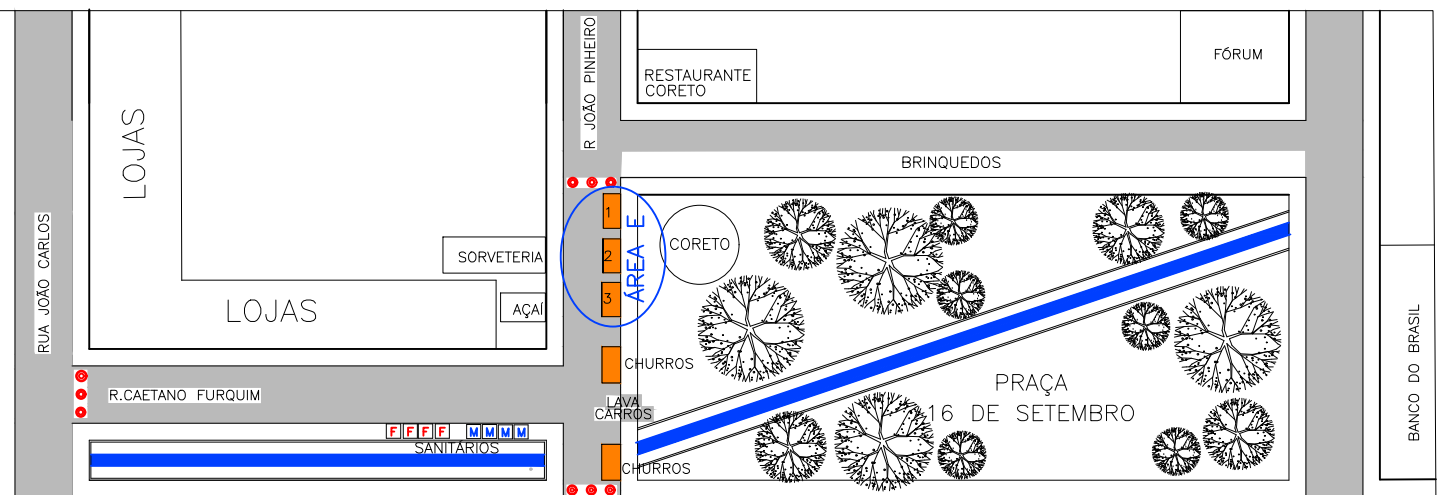 R JOÃO PINHEIRO
RESTAURANTE
CORETO
FÓRUM
LOJAS
BRINQUEDOS
RUA JOÃO CARLOS
1
2
3
ÁREA E
CORETO
SORVETERIA
AÇAÍ
LOJAS
CHURROS
BANCO DO BRASIL
R.CAETANO FURQUIM
LAVA
CARROS
PRAÇA
16 DE SETEMBRO
F F F F M M M M
SANITÁRIOS
CHURROS